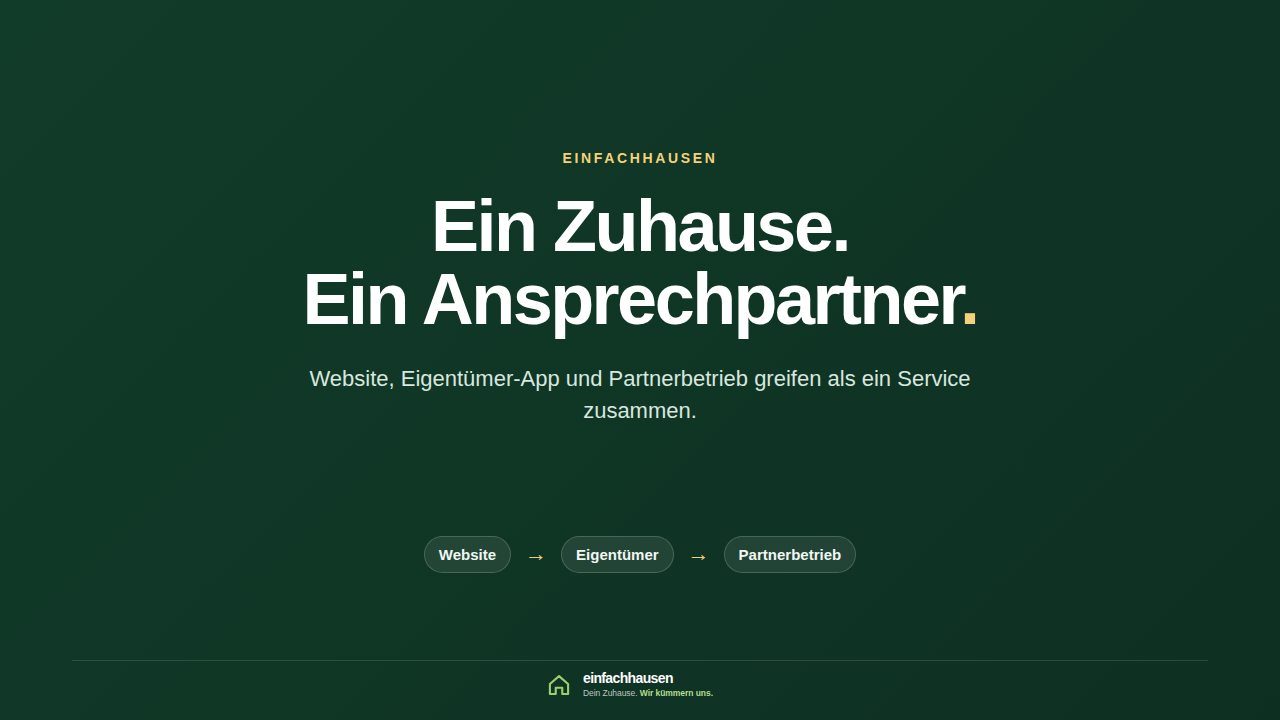 EINFACHHAUSEN
Ein Zuhause.
Ein Ansprechpartner.
Website, Eigentümer-App und Partnerbetrieb greifen als ein Service
zusammen.
Website → Eigentümer → Partnerbetrieb
einfachhausen
Dein Zuhause. Wir kümmern uns.